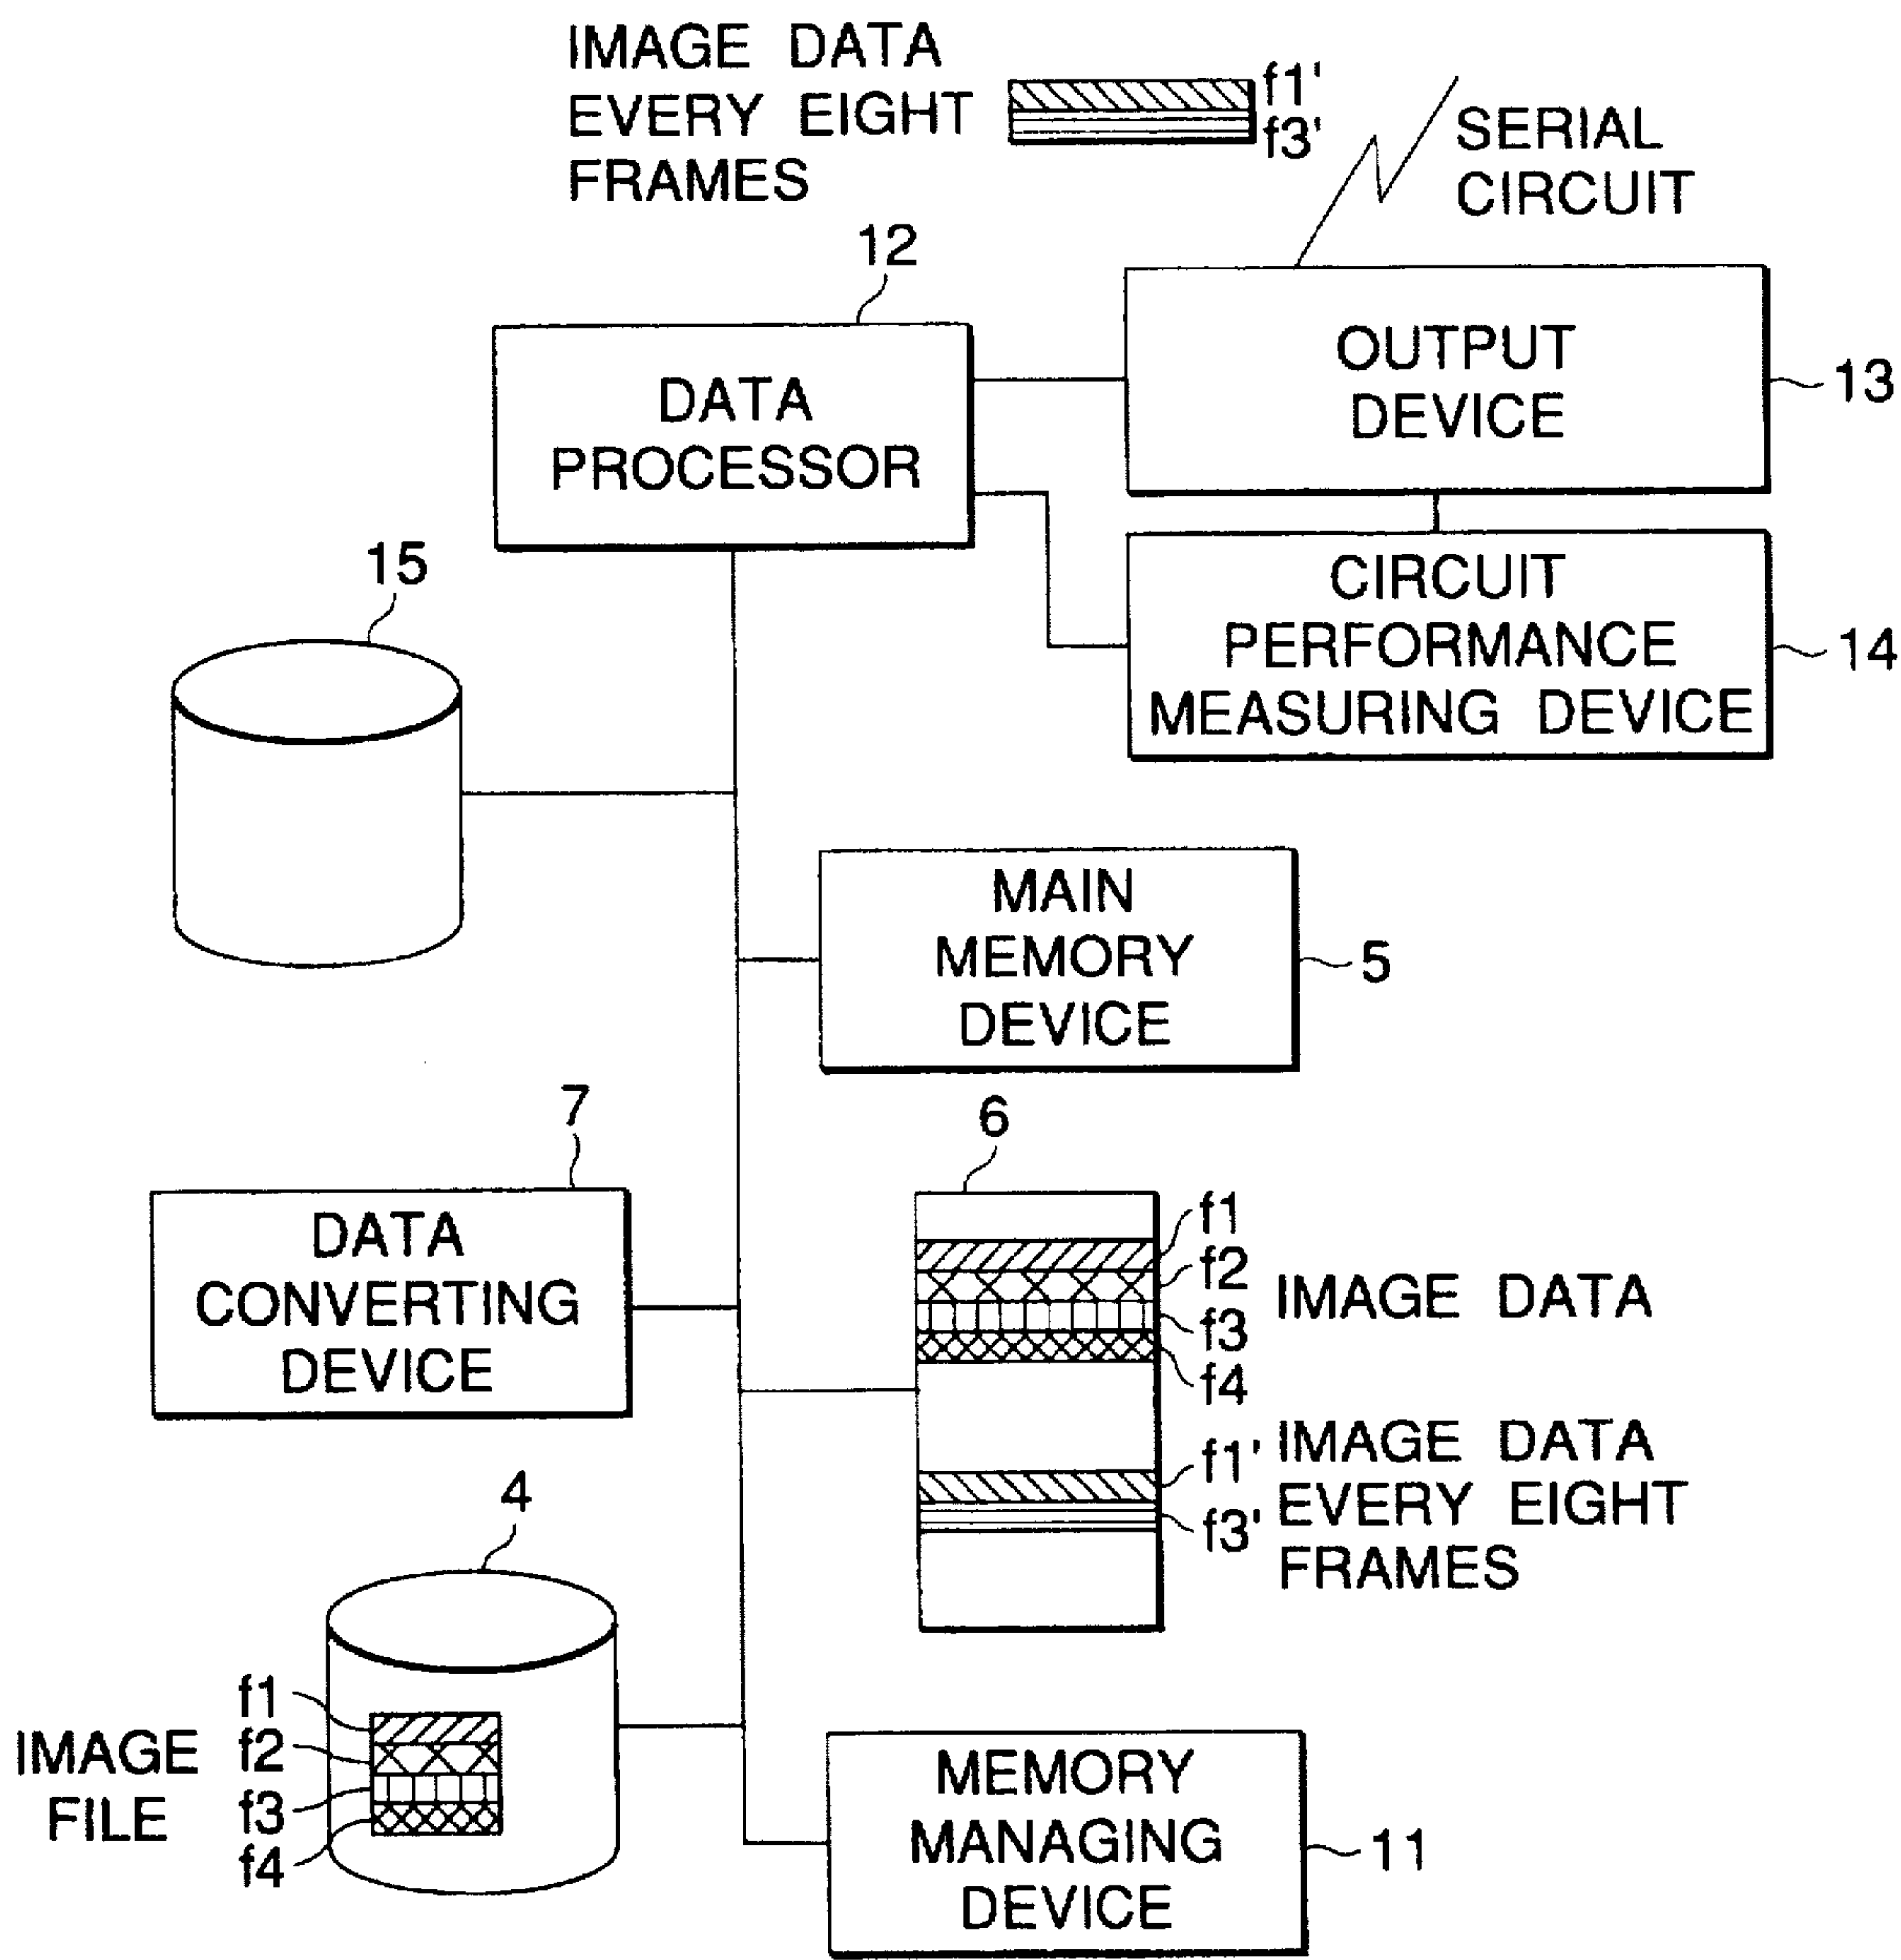 IMAGE DATA
EVERY EIGHT
FRAMES
f1'
f3'
SERIAL
CIRCUIT
12
DATA
PROCESSOR
OUTPUT
DEVICE
13
CIRCUIT
PERFORMANCE
MEASURING DEVICE
14
15
MAIN
MEMORY
DEVICE
5
7
DATA
CONVERTING
DEVICE
6
f1
f2
f3
f4
IMAGE DATA
f1'
f3'
IMAGE DATA
EVERY EIGHT
FRAMES
4
IMAGE
FILE
f1
f2
f3
f4
MEMORY
MANAGING
DEVICE
11